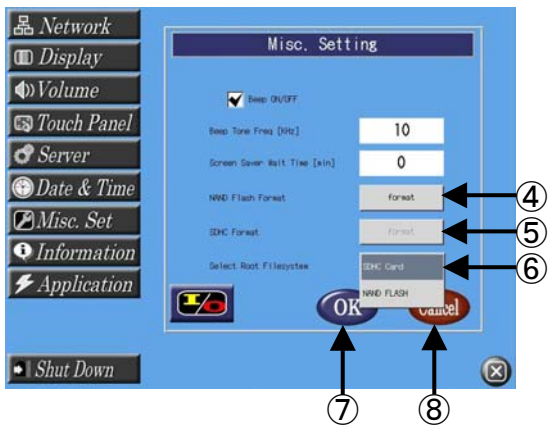 Network
Display
Volume
Touch Panel
Server
Date & Time
Misc. Set
Information
Application
Shut Down
Misc. Setting
Beep ON/OFF
Beep Tone Freq [KHz]
10
Screen Saver Wait Time [min]
0
NAND Flash Format
format
④
SDHC Format
format
⑤
Select Root Filesystem
SDHC Card
⑥
NAND FLASH
I/O
OK
Cancel
⑦
⑧